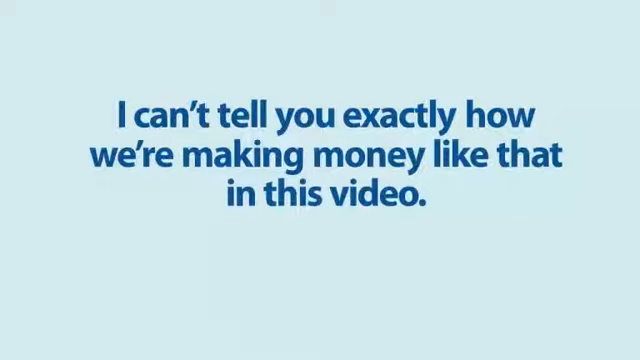 I can't tell you exactly how
we're making money like that
in this video.